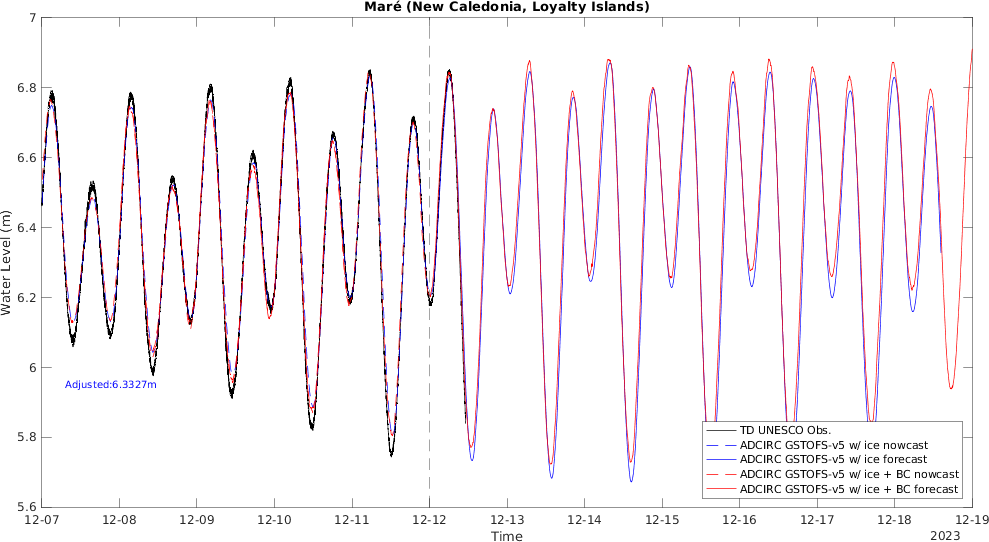 Maré (New Caledonia, Loyalty Islands)
7
6.8
6.6
6.4
6.2
6
5.8
5.6
Water Level (m)
Adjusted:6.3327m
TD UNESCO Obs.
ADCIRC GSTOFS-v5 w/ ice nowcast
ADCIRC GSTOFS-v5 w/ ice forecast
ADCIRC GSTOFS-v5 w/ ice + BC nowcast
ADCIRC GSTOFS-v5 w/ ice + BC forecast
12-07 12-08 12-09 12-10 12-11 12-12 12-13 12-14 12-15 12-16 12-17 12-18 12-19
Time
2023